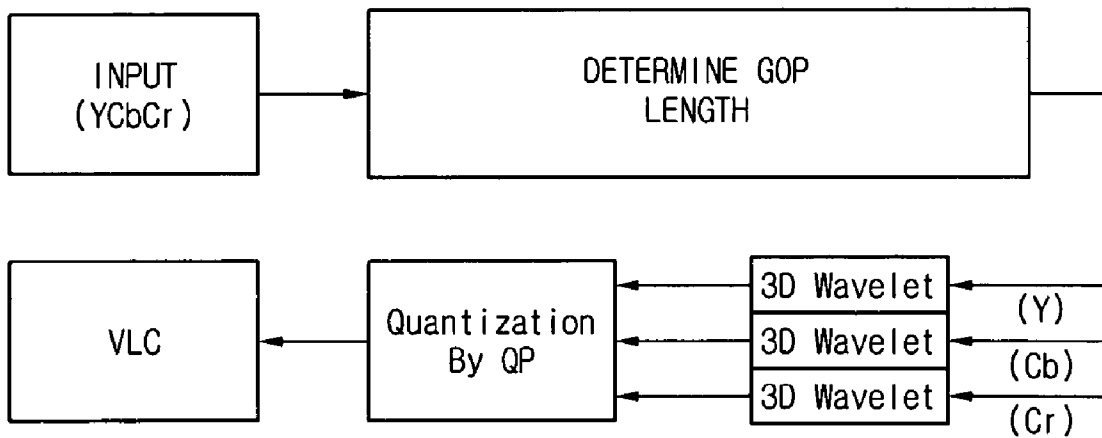 INPUT
(YCbCr)
DETERMINE GOP
LENGTH
VLC
Quantization
By QP
3D Wavelet
3D Wavelet
3D Wavelet
(Y)
(Cb)
(Cr)